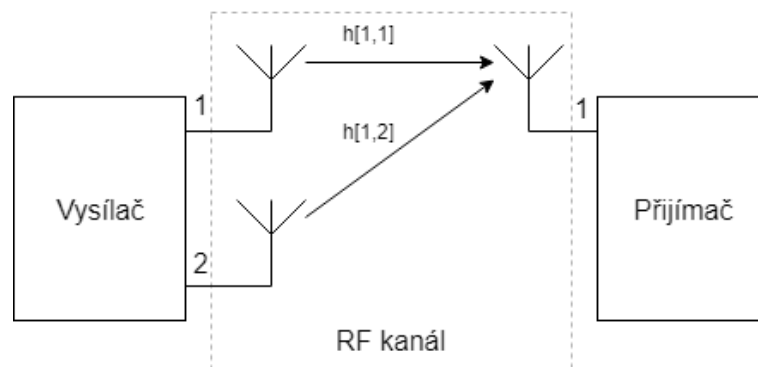 h[1,1]
1
1
h[1,2]
Vysílač
Přijímač
2
RF kanál